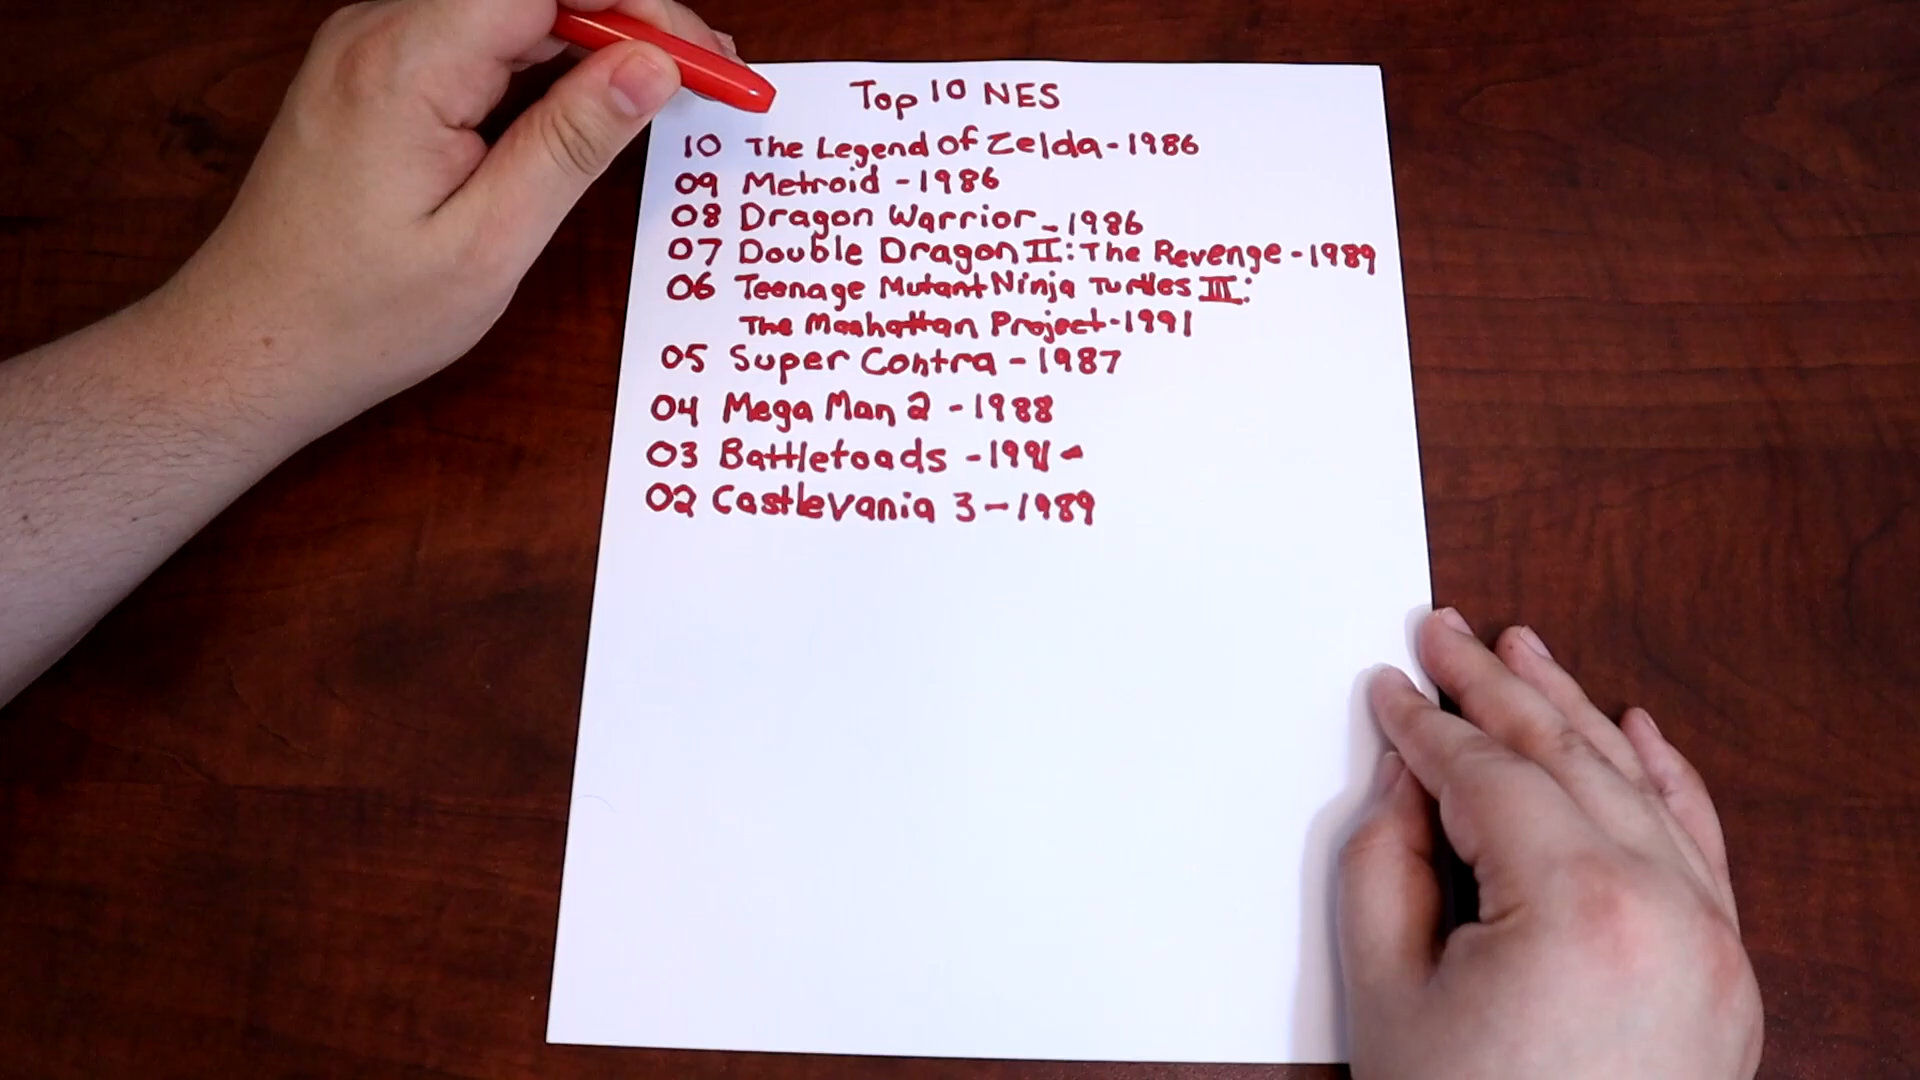 Top 10 NES
10 The Legend Of Zelda - 1986
09 Metroid - 1986
08 Dragon Warrior - 1986
07 Double Dragon II: The Revenge - 1989
06 Teenage Mutant Ninja Turtles III:
The Manhattan Project - 1991
05 Super Contra - 1987
04 Mega Man 2 - 1988
03 Battletoads - 1991 -
02 Castlevania 3 - 1989